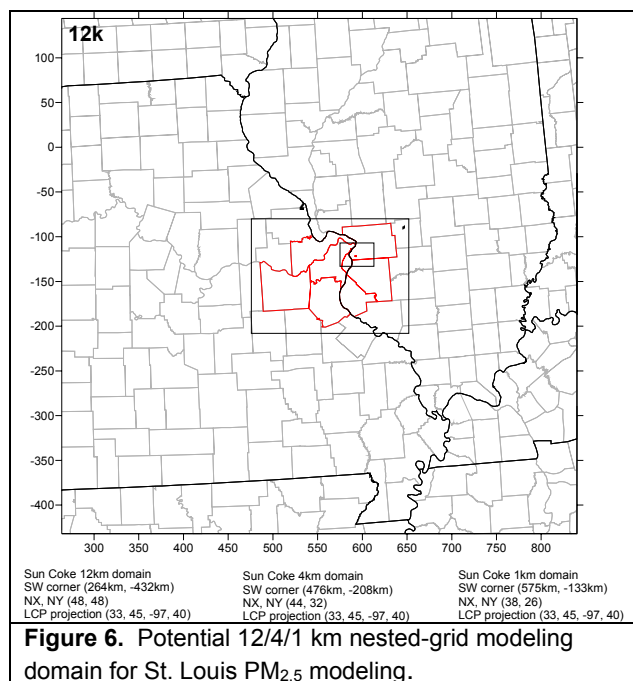 12k
100
50
0
-50
-100
-150
-200
-250
-300
-350
-400
300 350 400 450 500 550 600 650 700 750 800
Sun Coke 12km domain
SW corner (264km, -432km)
NX, NY (48, 48)
LCP projection (33, 45, -97, 40)
Sun Coke 4km domain
SW corner (476km, -208km)
NX, NY (44, 32)
LCP projection (33, 45, -97, 40)
Sun Coke 1km domain
SW corner (575km, -133km)
NX, NY (38, 26)
LCP projection (33, 45, -97, 40)
Figure 6. Potential 12/4/1 km nested-grid modeling
domain for St. Louis PM2.5 modeling.